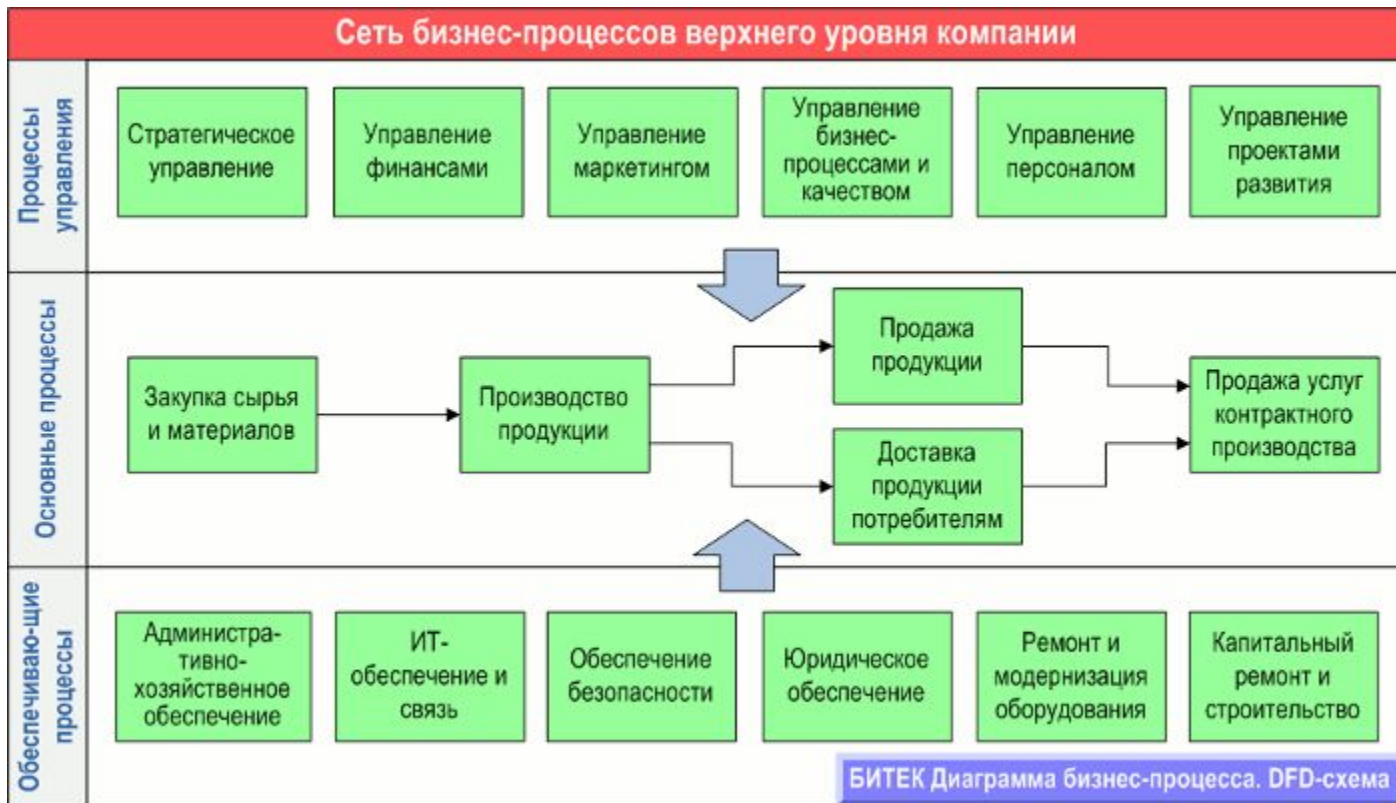 Сеть бизнес-процессов верхнего уровня компании
Процессы
управления
Стратегическое
управление
Управление
финансами
Управление
маркетингом
Управление
бизнес-
процессами и
качеством
Управление
персоналом
Управление
проектами
развития
Основные процессы
Закупка сырья
и материалов
Производство
продукции
Продажа
продукции
Доставка
продукции
потребителям
Продажа услуг
контрактного
производства
Обеспечиваю-щие
процессы
Администра-
тивно-
хозяйственное
обеспечение
ИТ-
обеспечение и
связь
Обеспечение
безопасности
Юридическое
обеспечение
Ремонт и
модернизация
оборудования
Капитальный
ремонт и
строительство
БИТЕК Диаграмма бизнес-процесса. DFD-схема